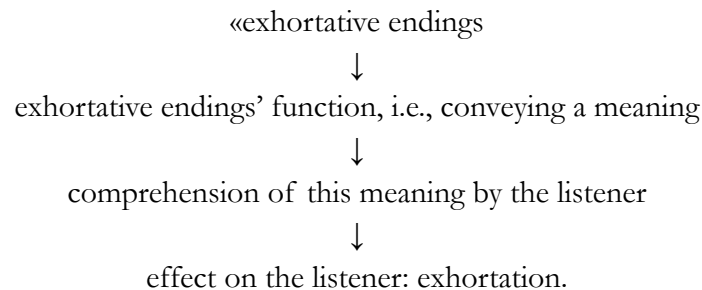 «exhortative endings
↓
exhortative endings’ function, i.e., conveying a meaning
↓
comprehension of this meaning by the listener
↓
effect on the listener: exhortation.